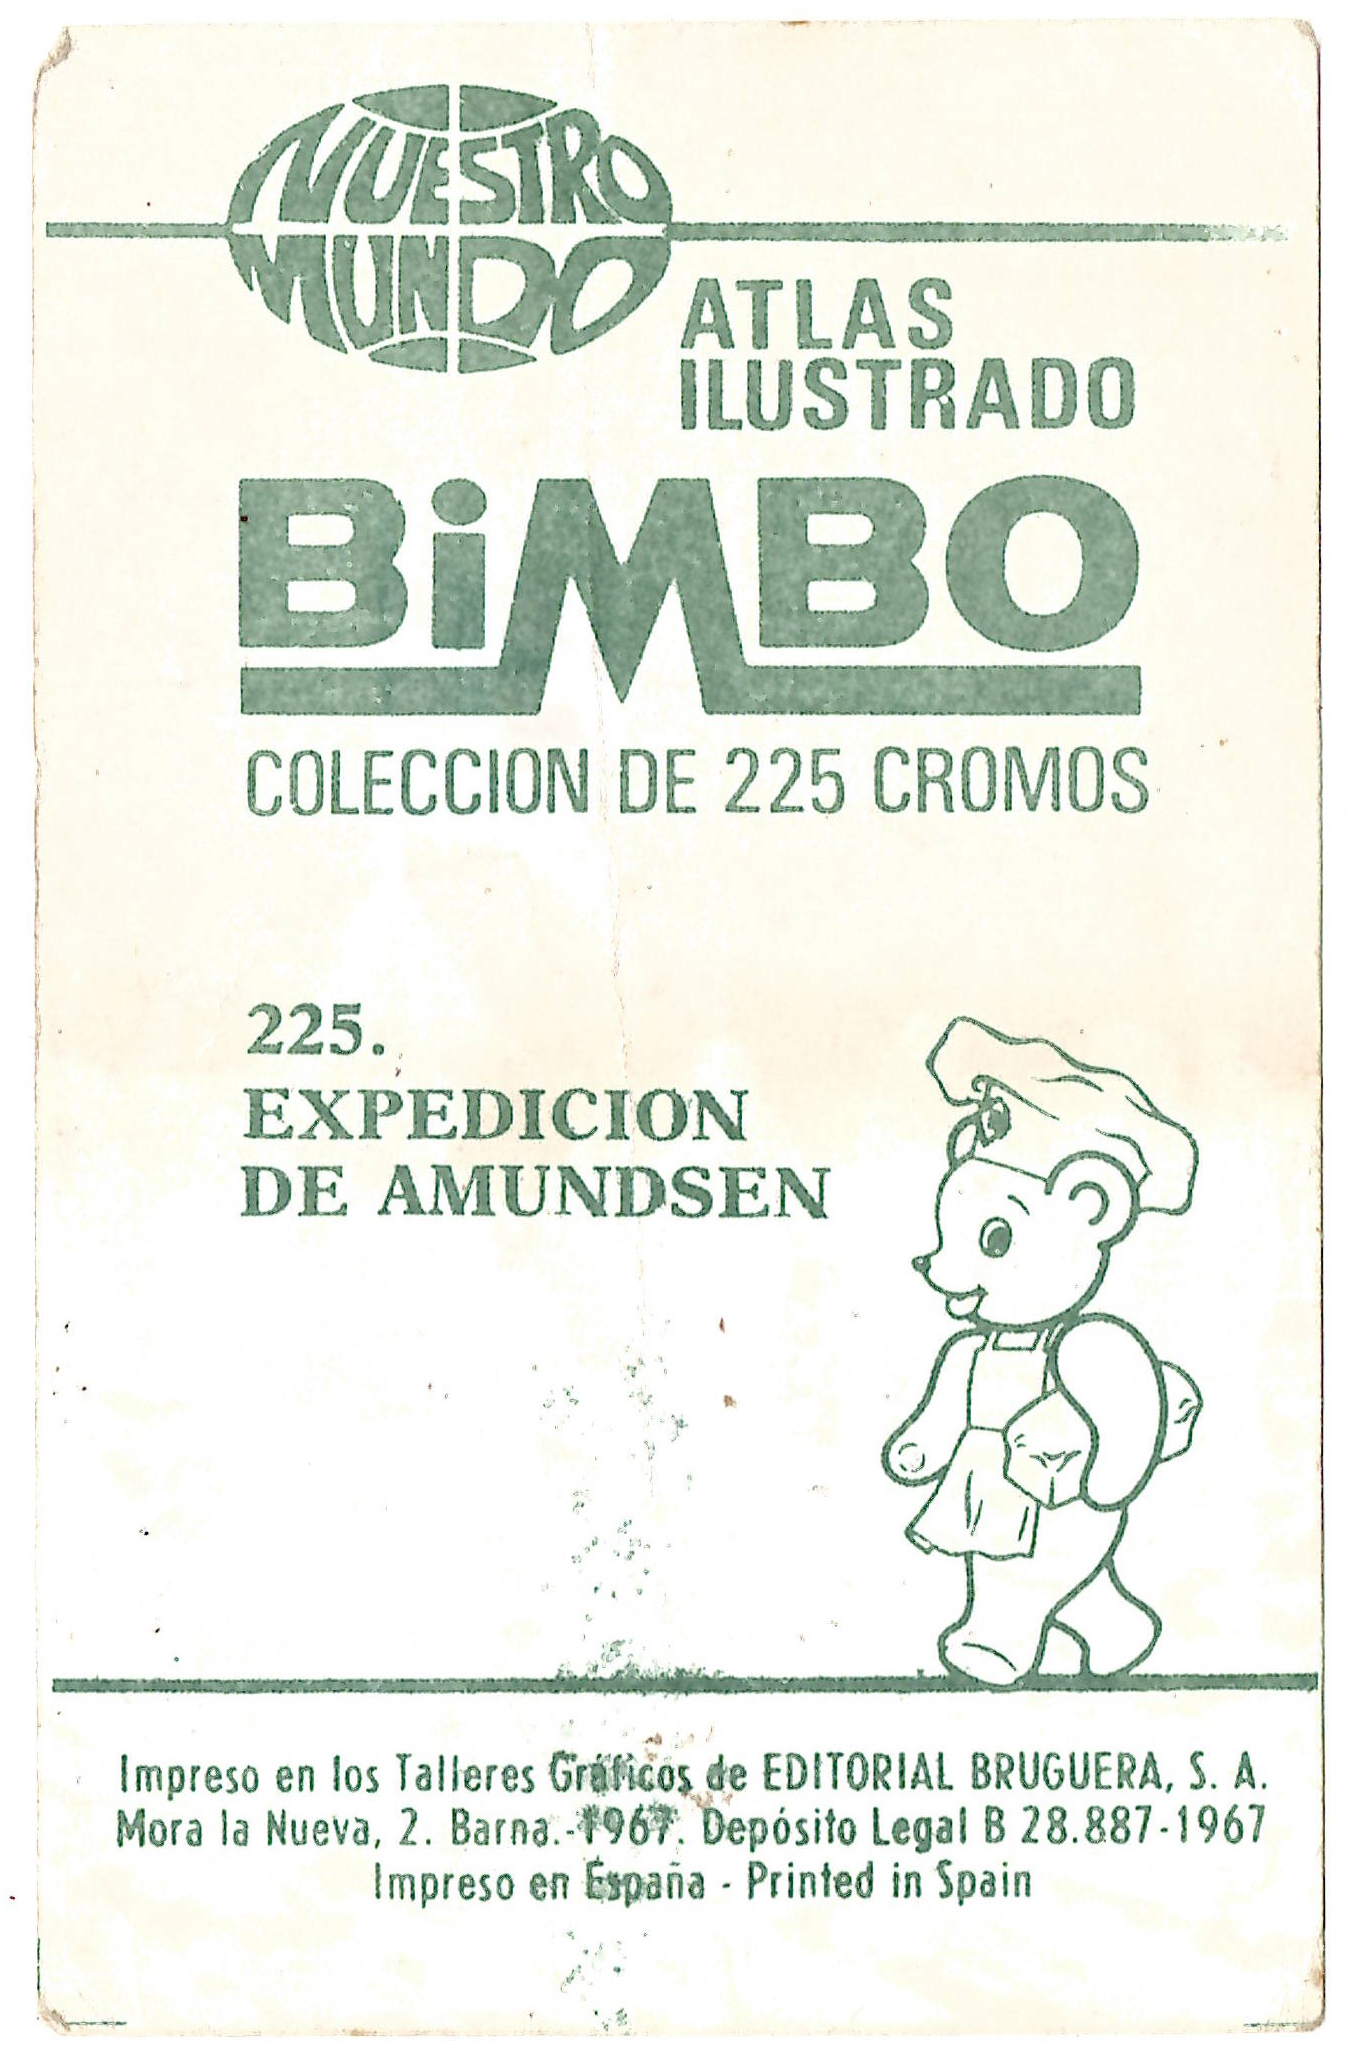 NUESTRO
MUNDO
ATLAS
ILUSTRADO
BiMBO
COLECCION DE 225 CROMOS
225.
EXPEDICION
DE AMUNDSEN
Impreso en los Talleres Gráficos de EDITORIAL BRUGUERA, S. A.
Mora la Nueva, 2. Barna.-1967. Depósito Legal B 28.887-1967
Impreso en España - Printed in Spain